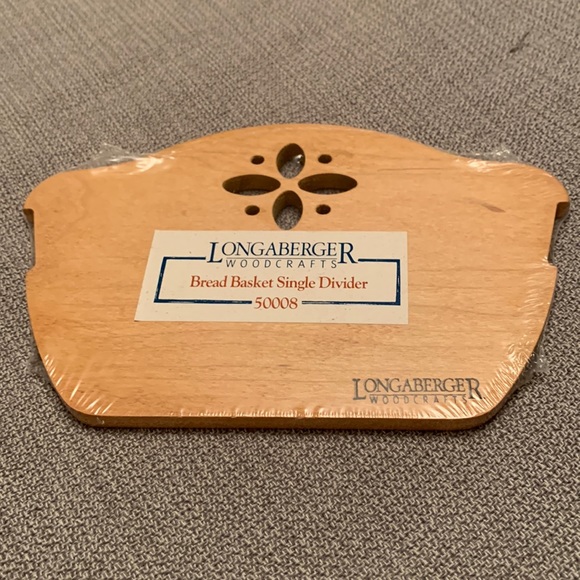 LONGABERGER
WOODCRAFTS
Bread Basket Single Divider
50008
LONGABERGER
WOODCRAFTS